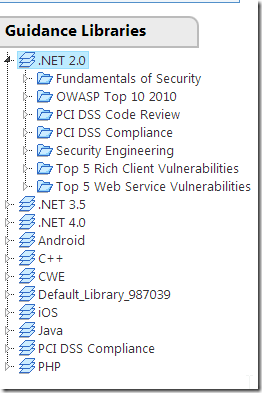 Guidance Libraries
.NET 2.0
Fundamentals of Security
OWASP Top 10 2010
PCI DSS Code Review
PCI DSS Compliance
Security Engineering
Top 5 Rich Client Vulnerabilities
Top 5 Web Service Vulnerabilities
.NET 3.5
.NET 4.0
Android
C++
CWE
Default_Library_987039
iOS
Java
PCI DSS Compliance
PHP